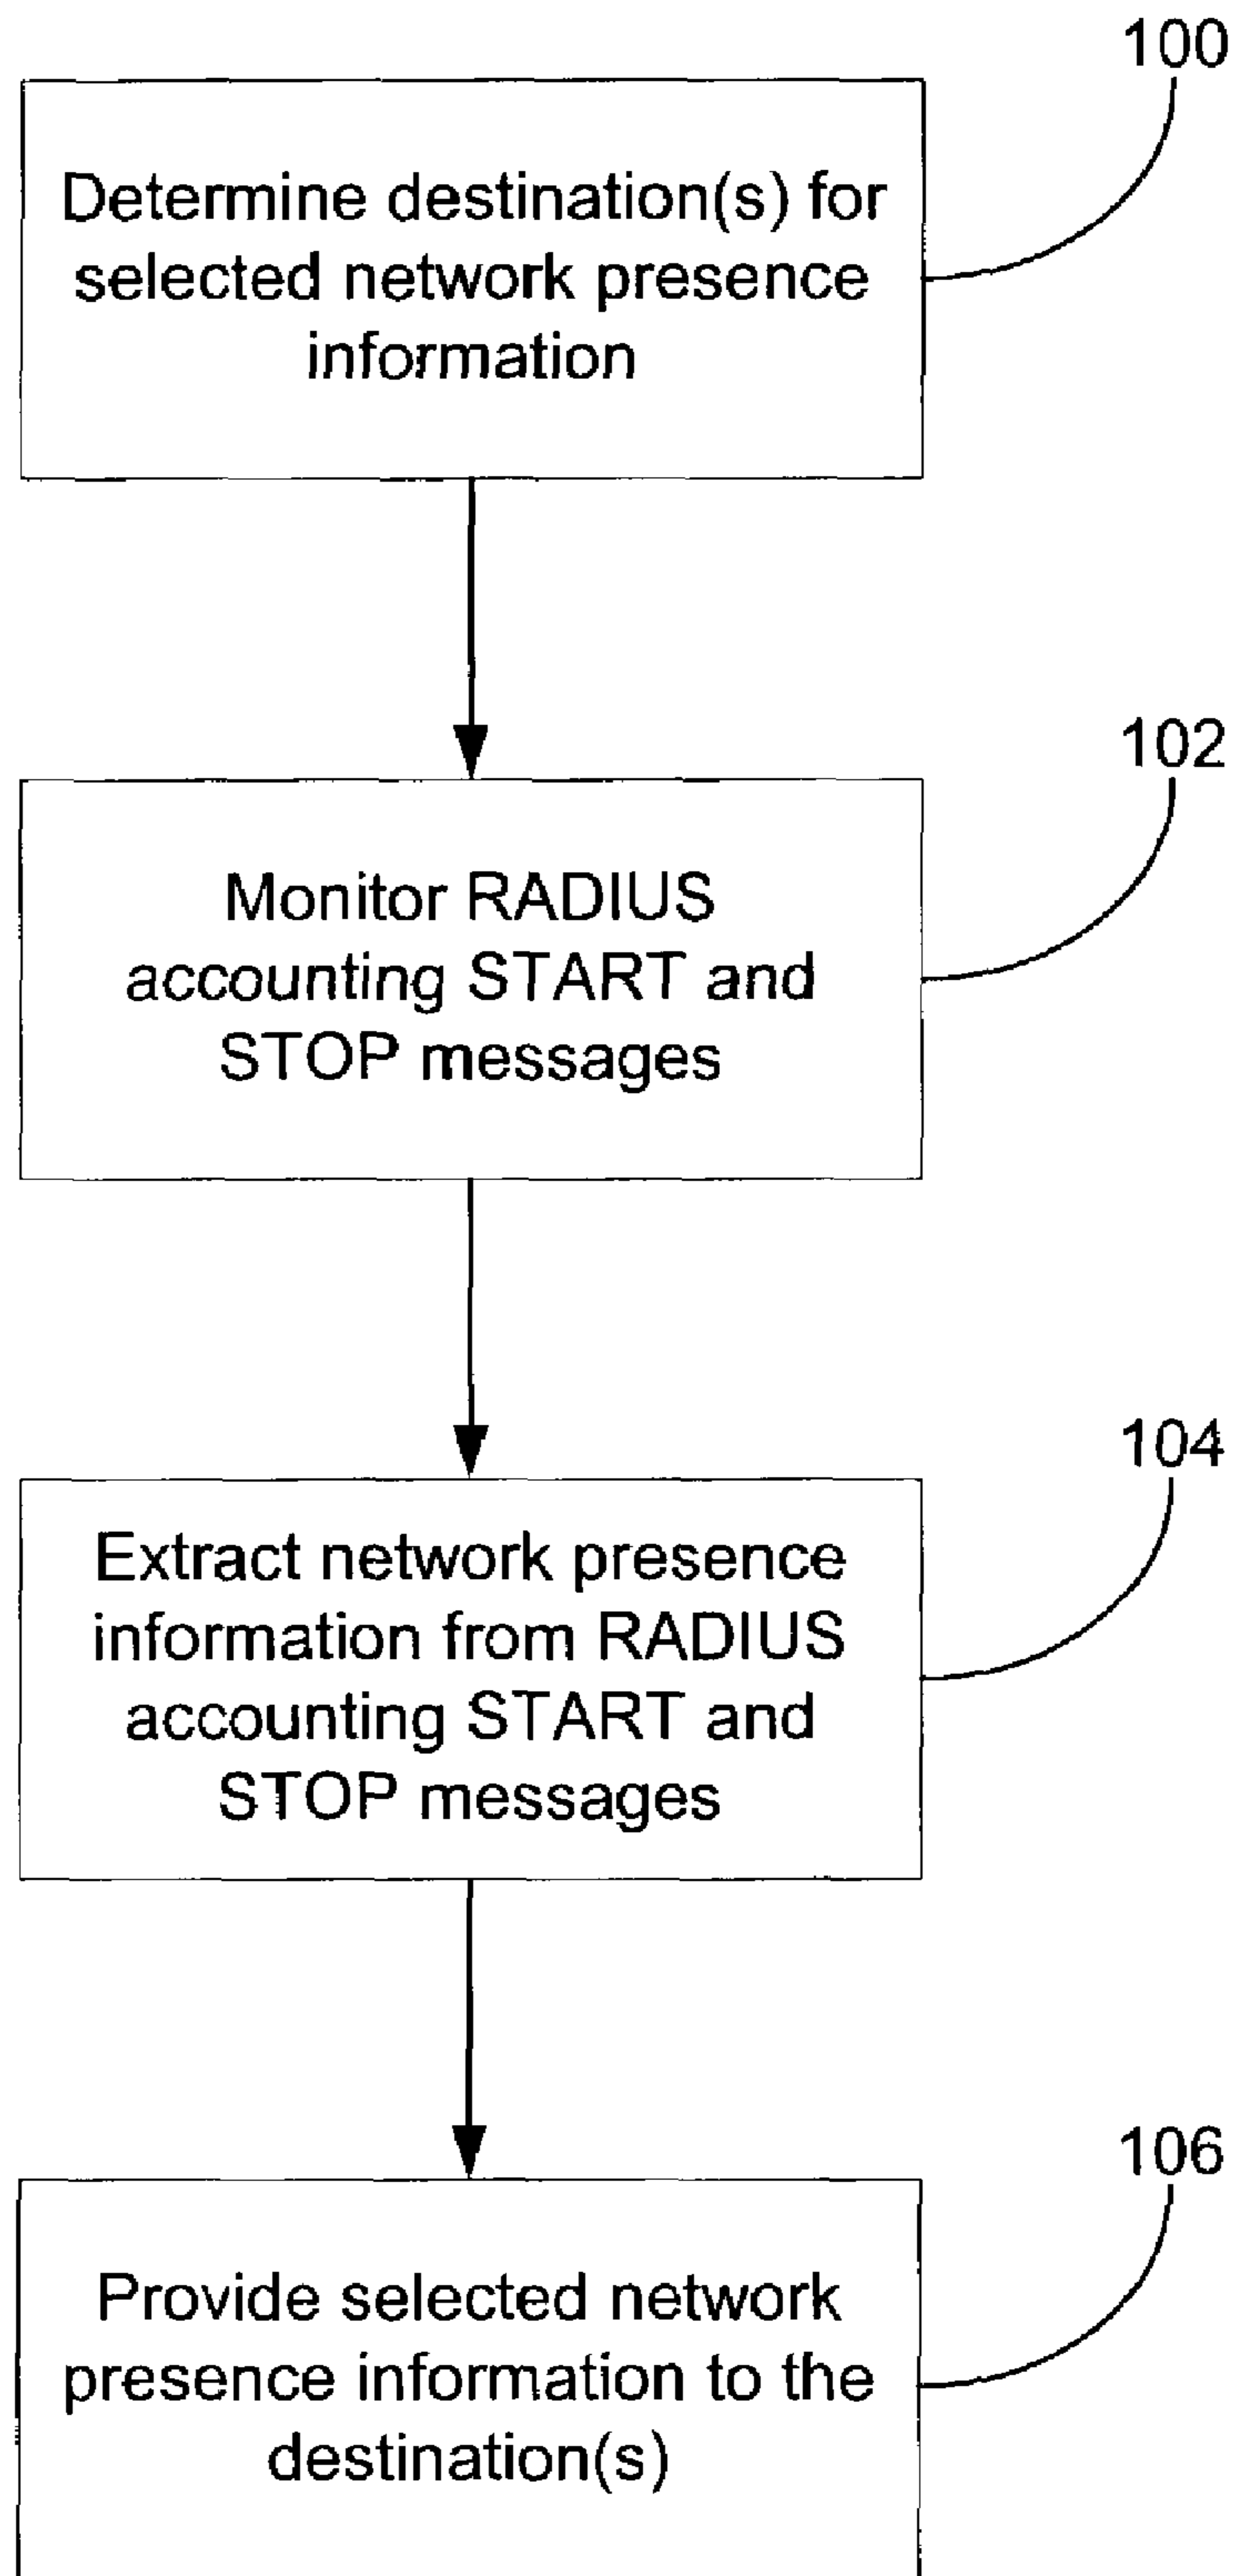 100
Determine destination(s) for
selected network presence
information
102
Monitor RADIUS
accounting START and
STOP messages
104
Extract network presence
information from RADIUS
accounting START and
STOP messages
106
Provide selected network
presence information to the
destination(s)